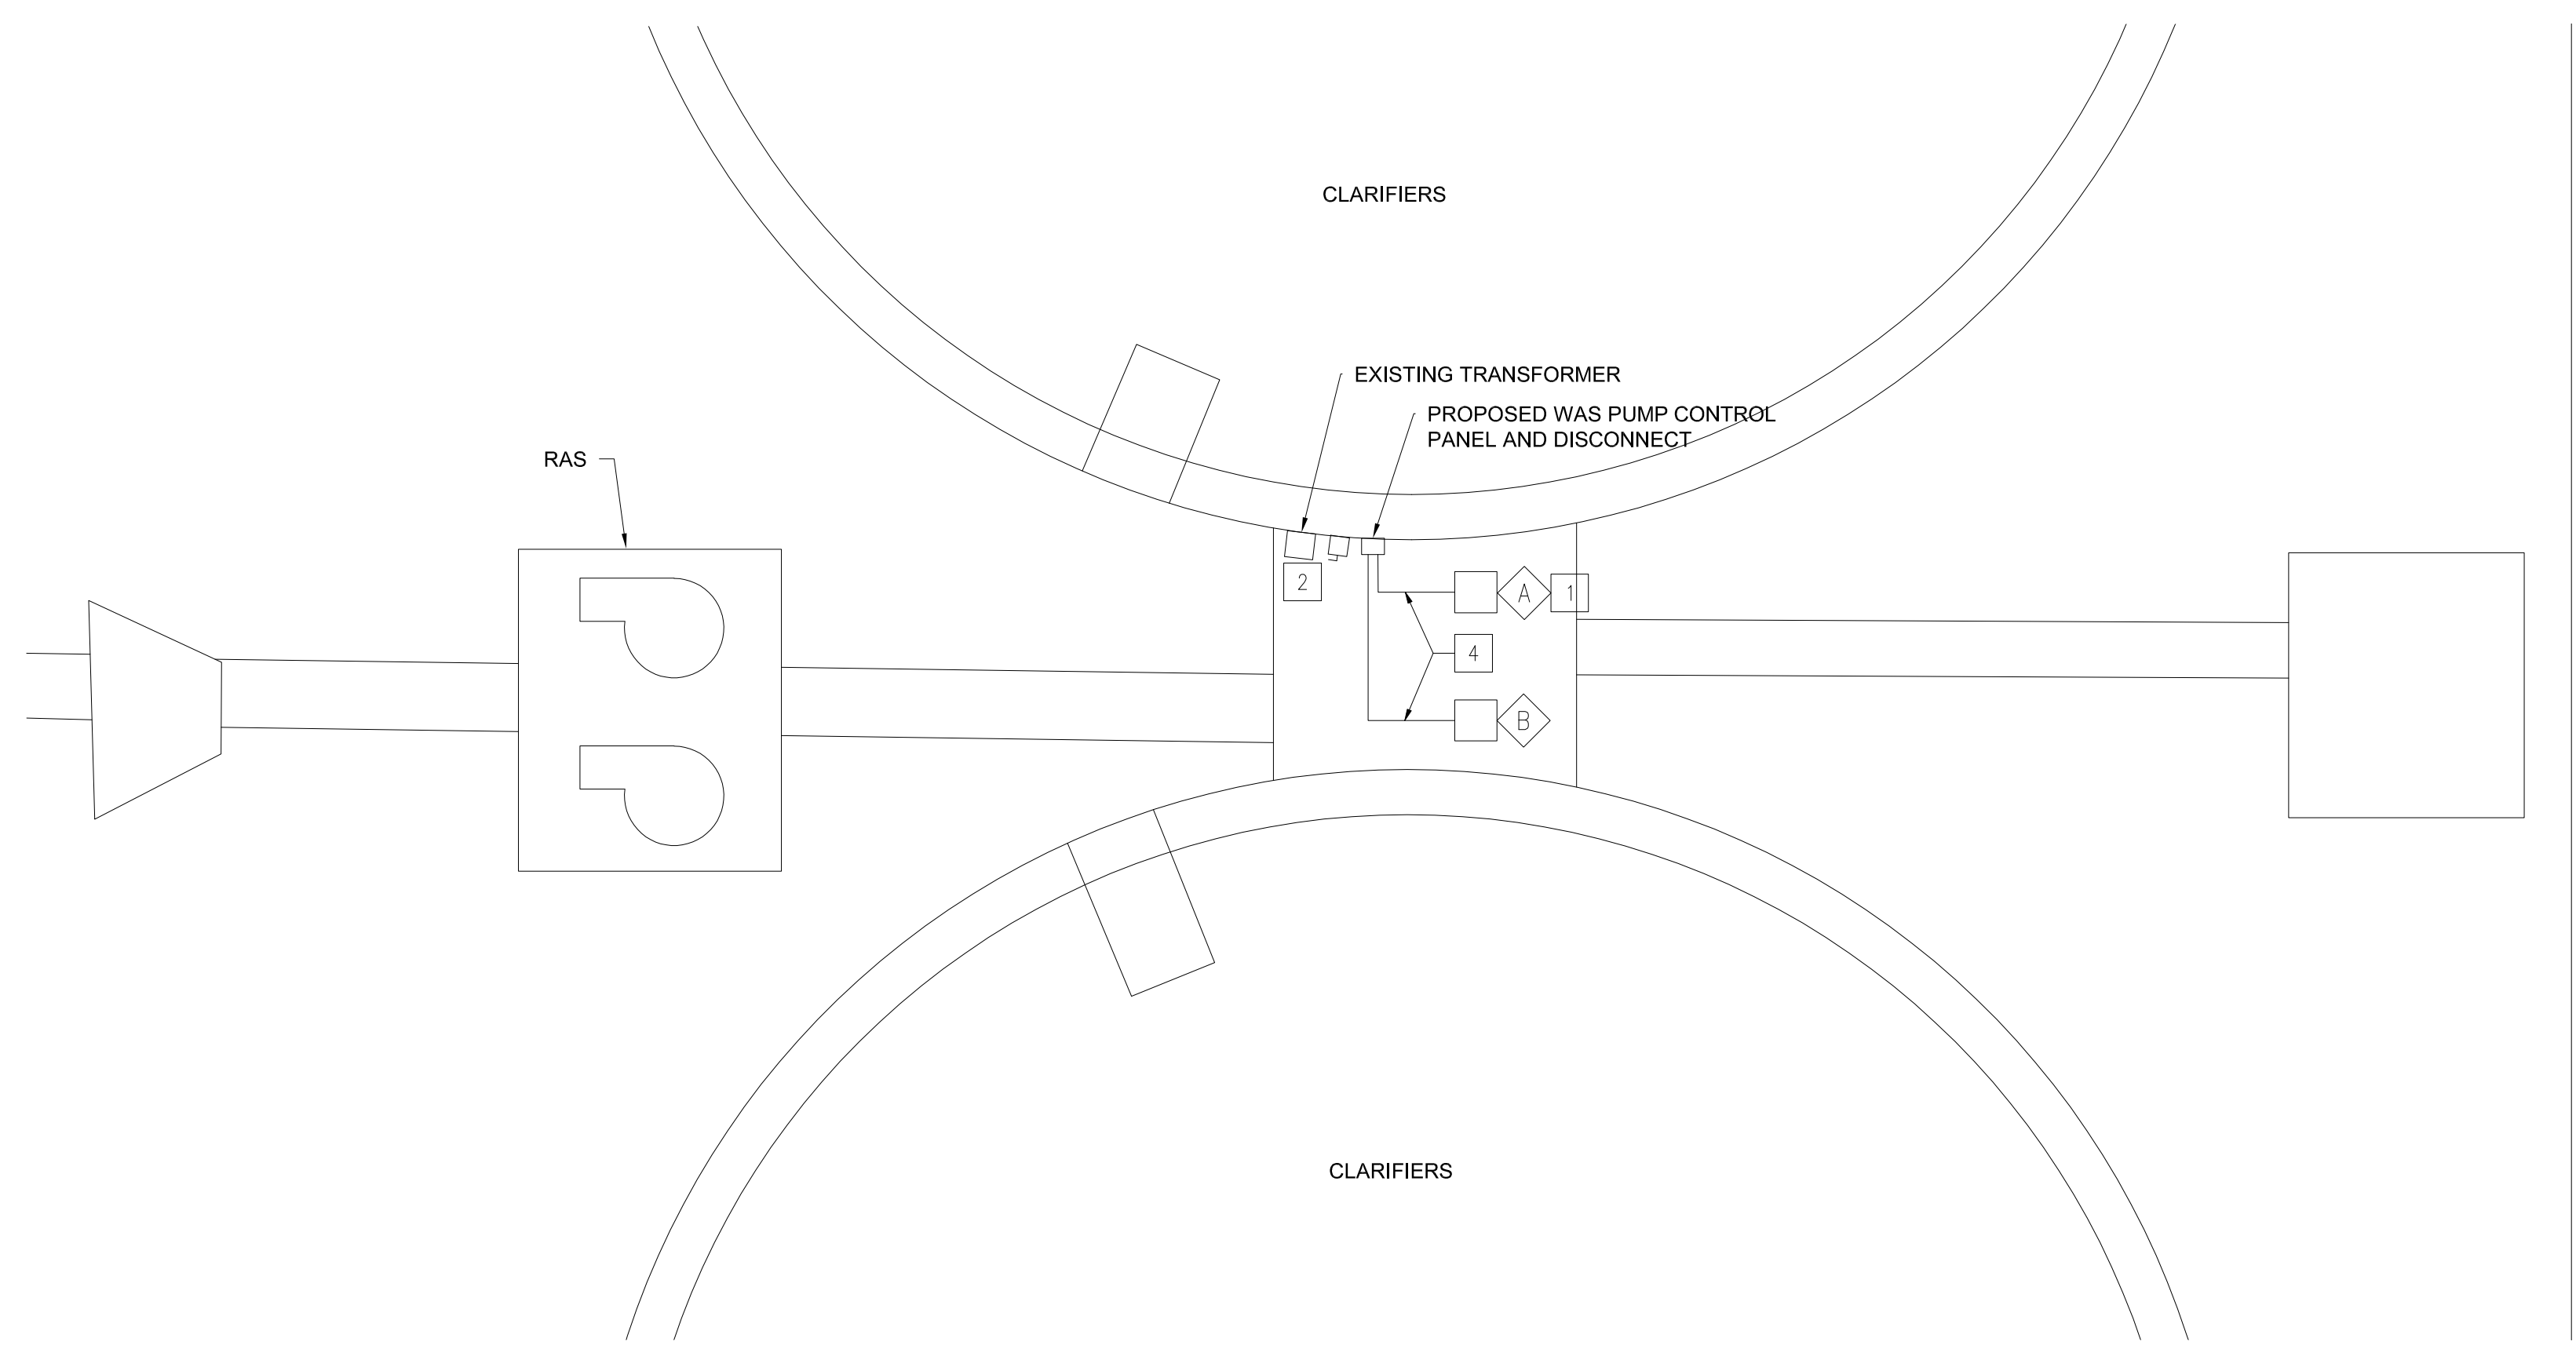 CLARIFIERS
EXISTING TRANSFORMER
PROPOSED WAS PUMP CONTROL
PANEL AND DISCONNECT
RAS
2
A
1
4
B
CLARIFIERS